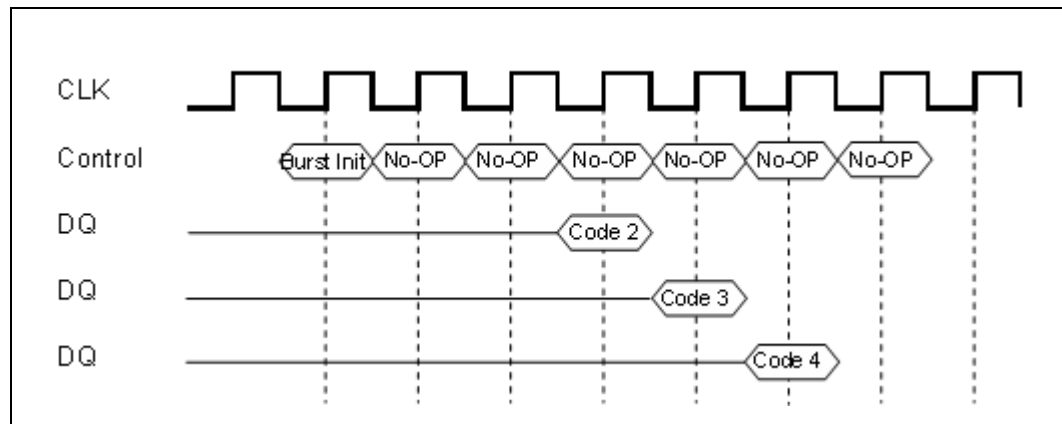 CLK
Control Burst Init No-OP No-OP No-OP No-OP No-OP No-OP
DQ Code 2
DQ Code 3
DQ Code 4